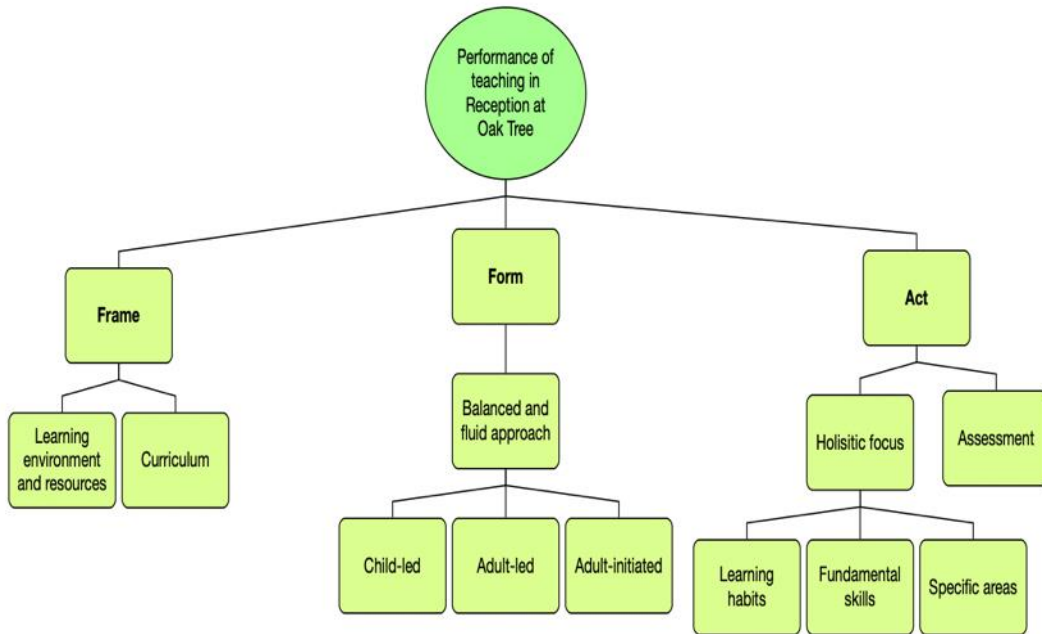 Performance of
teaching in
Reception at
Oak Tree
Frame
Form
Act
Learning
environment
and resources
Curriculum
Balanced and
fluid approach
Holisitic focus
Assessment
Child-led
Adult-led
Adult-initiated
Learning
habits
Fundamental
skills
Specific areas